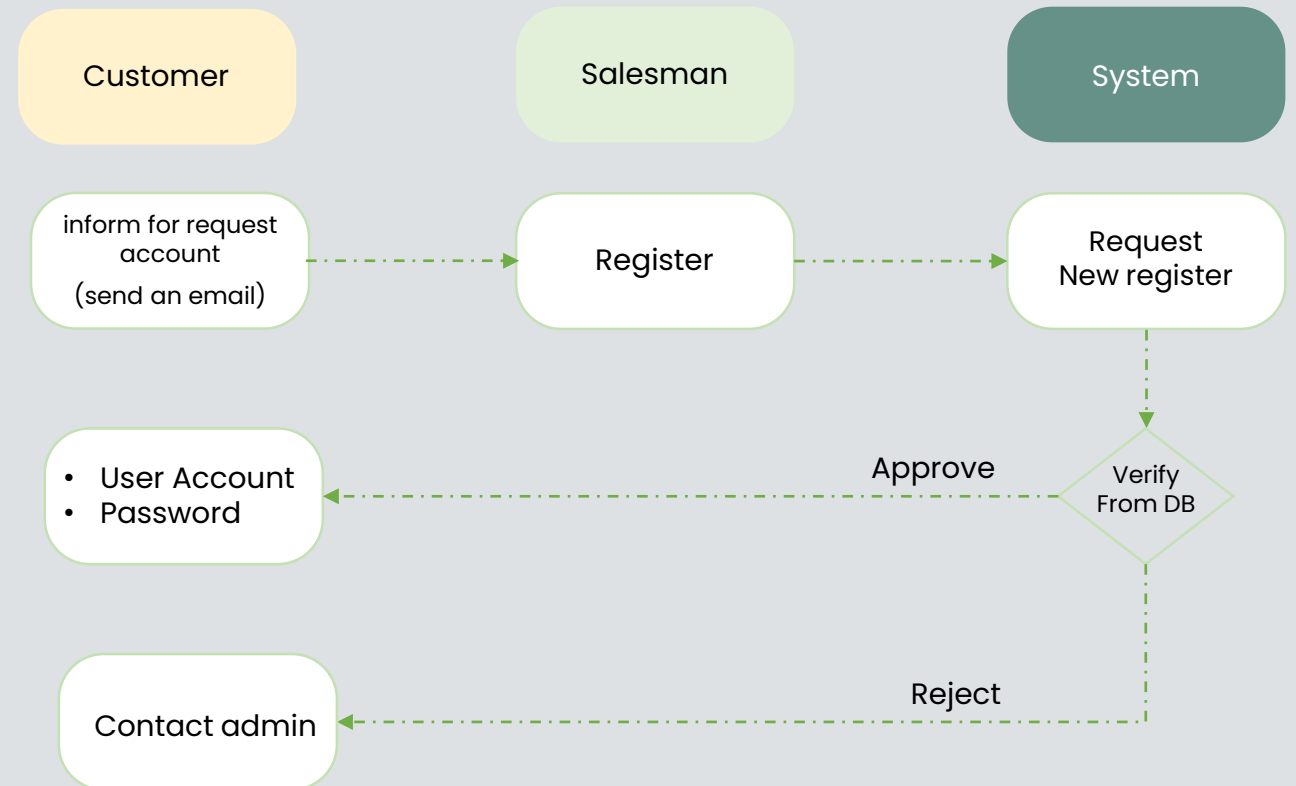 Customer
Salesman
System
inform for request
account
(send an email)
Register
Request
New register
• User Account
• Password
Approve
Verify
From DB
Reject
Contact admin